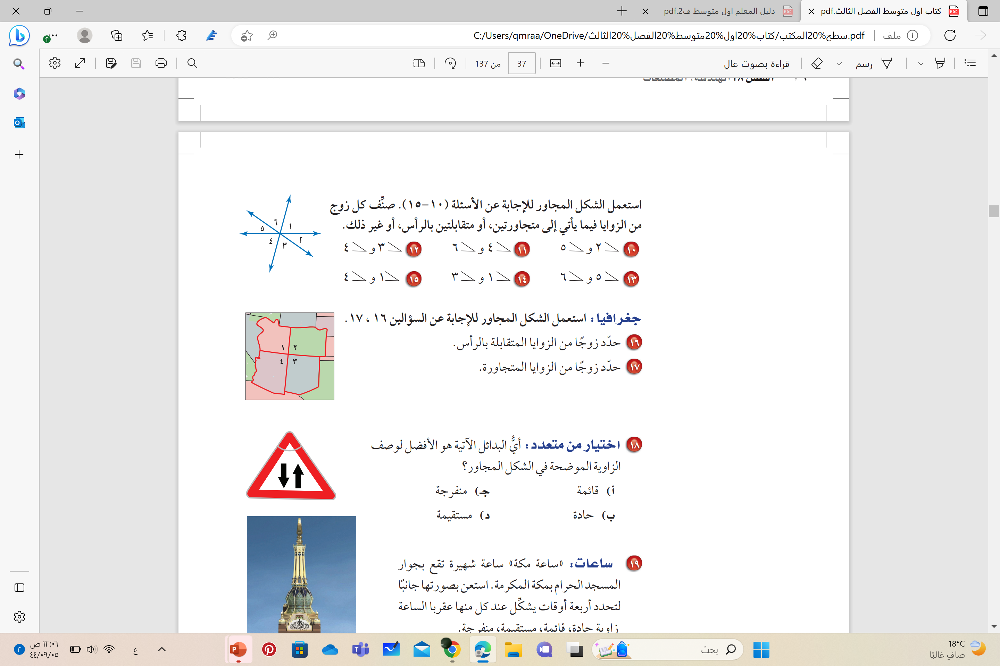 كتاب اول متوسط الفصل الثالث.pdf
دليل المعلم اول متوسط ف2.pdf
ملف
C:/Users/qmraa/OneDrive/سطح%20المكتب/كتاب%20اول%20متوسط%20الفصل%20الثالث.pdf
رسم
قراءة بصوت عالٍ
37
من 137
الفصل ٨: الهندسة: المضلعات
استعمل الشكل المجاور للإجابة عن الأسئلة (١٠-١٥). صنِّف كل زوج
من الزوايا فيما يأتي إلى متجاورتين، أو متقابلتين بالرأس، أو غير ذلك.
٦ ١
٥ ٢
٤ ٣
١٠ ∠٢ و ∠٥
١١ ∠٤ و ∠٦
١٢ ∠٣ و ∠٤
١٣ ∠٥ و ∠٦
١٤ ∠١ و ∠٣
١٥ ∠١ و ∠٤
جغرافيا: استعمل الشكل المجاور للإجابة عن السؤالين ١٦ ، ١٧ .
١٦ حدّد زوجًا من الزوايا المتقابلة بالرأس.
١٧ حدّد زوجًا من الزوايا المتجاورة.
١ ٢
٤ ٣
١٨ اختيار من متعدد: أيُّ البدائل الآتية هو الأفضل لوصف
الزاوية الموضحة في الشكل المجاور؟
أ) قائمة
جـ) منفرجة
ب) حادة
د) مستقيمة
١٩ ساعات: «ساعة مكة» ساعة شهيرة تقع بجوار
المسجد الحرام بمكة المكرمة. استعن بصورتها جانبًا
لتحدد أربعة أوقات يشكِّل عند كل منها عقربا الساعة
زاوية حادة، قائمة، مستقيمة، منفرجة.
18°C
صافٍ غالبًا
بحث
ع
١٢:٠٦ ص
٤٤/٠٩/٠٥
٣